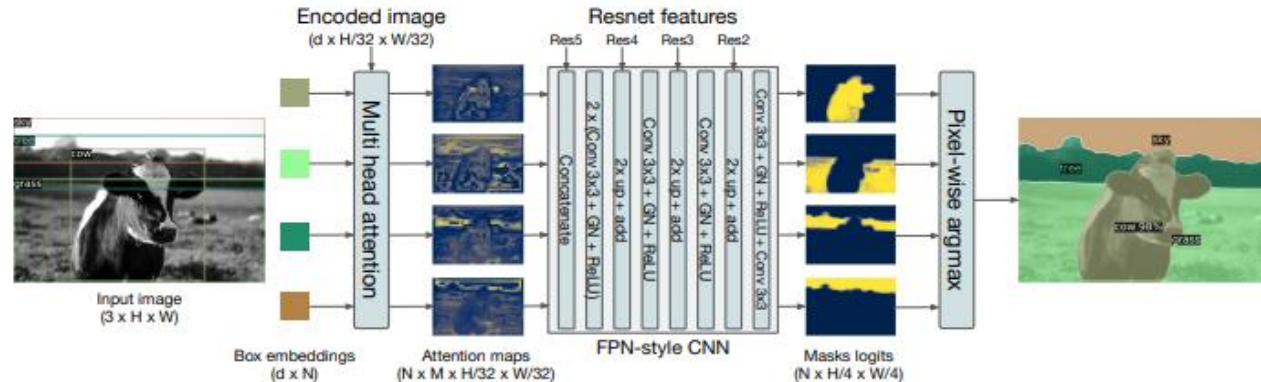 Encoded image
(d x H/32 x W/32)
Resnet features
Res5
Res4
Res3
Res2
tree
cow
grass
Input image
(3 x H x W)
Box embeddings
(d x N)
Multi head attention
Attention maps
(N x M x H/32 x W/32)
Concatenate
2 x (Conv 3x3 + GN + ReLU)
2x up + add
Conv 3x3 + GN + ReLU
2x up + add
Conv 3x3 + GN + ReLU
2x up + add
Conv 3x3 + GN + ReLU + Conv 3x3
FPN-style CNN
Masks logits
(N x H/4 x W/4)
Pixel-wise argmax
sky
tree
cow 98%
grass